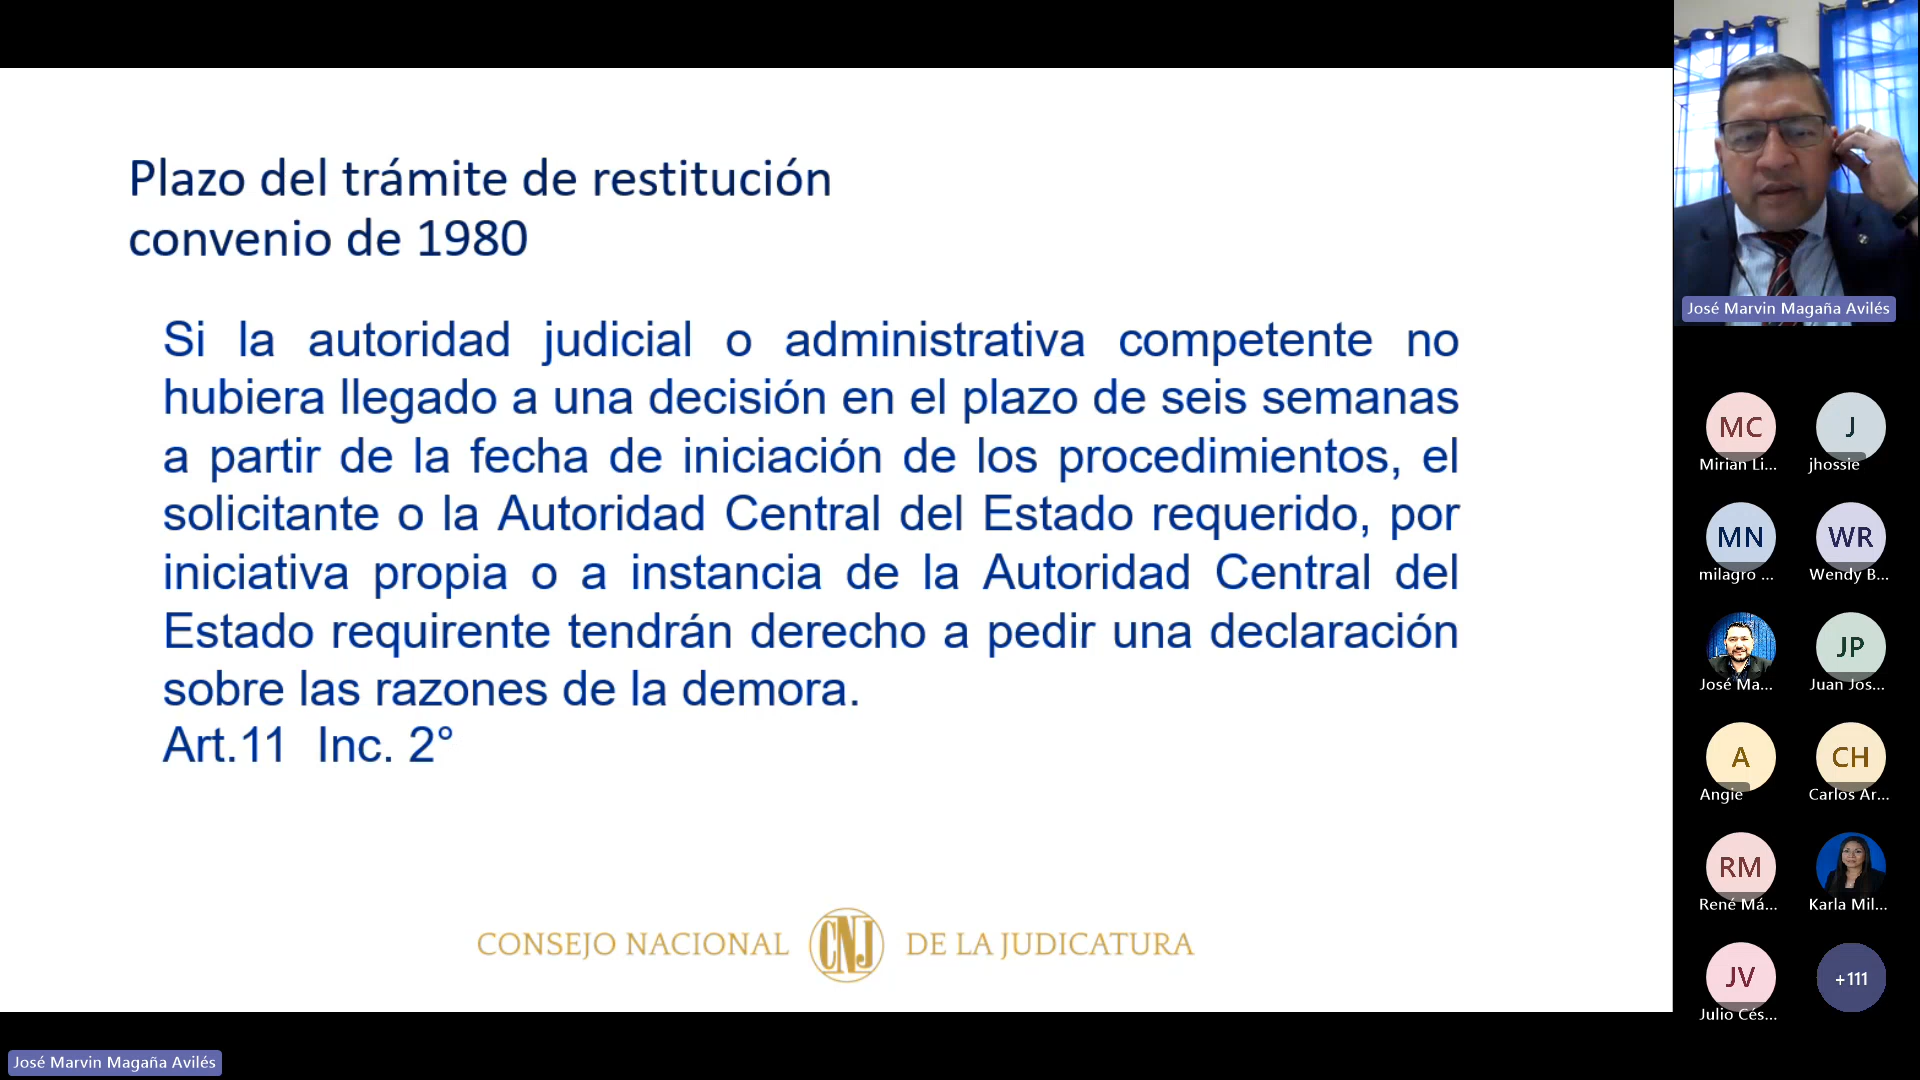 Plazo del trámite de restitución
convenio de 1980
Si la autoridad judicial o administrativa competente no
hubiera llegado a una decisión en el plazo de seis semanas
a partir de la fecha de iniciación de los procedimientos, el
solicitante o la Autoridad Central del Estado requerido, por
iniciativa propia o a instancia de la Autoridad Central del
Estado requirente tendrán derecho a pedir una declaración
sobre las razones de la demora.
Art.11 Inc. 2°
CONSEJO NACIONAL CNJ DE LA JUDICATURA
José Marvin Magaña Avilés
José Marvin Magaña Avilés
MC J
Mirian Li... jhossie
MN WR
milagro ... Wendy B...
JP
José Ma... Juan Jos...
A CH
Angie Carlos Ar...
RM
René Má... Karla Mil...
JV +111
Julio Cés...